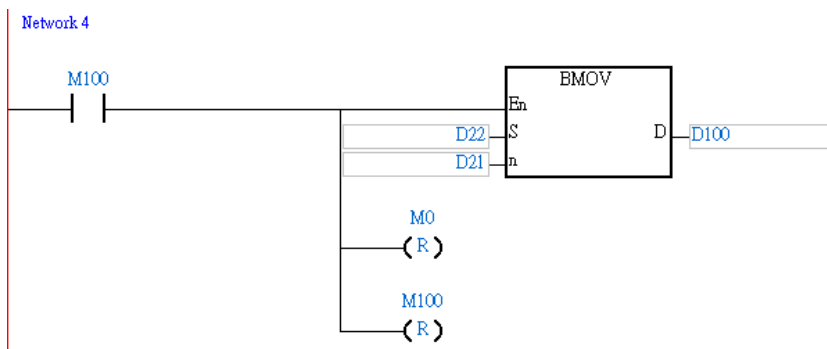 Network 4
M100
BMOV
En
D22 S D D100
D21 n
M0
R
M100
R